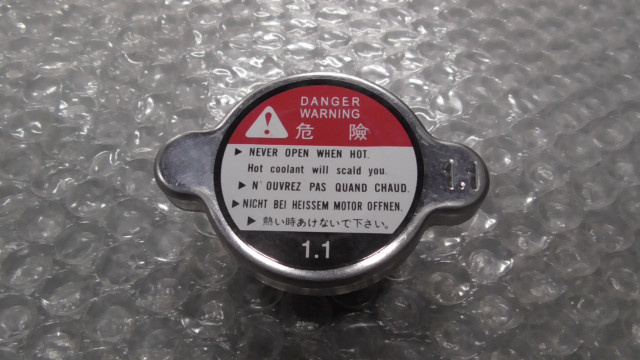 DANGER
WARNING
危 險
▶ NEVER OPEN WHEN HOT.
Hot coolant will scald you.
▶ N'OUVREZ PAS QUAND CHAUD.
▶ NICHT BEI HEISSEM MOTOR OFFNEN.
▶ 熱い時あけないで下さい。
1.1
1.1